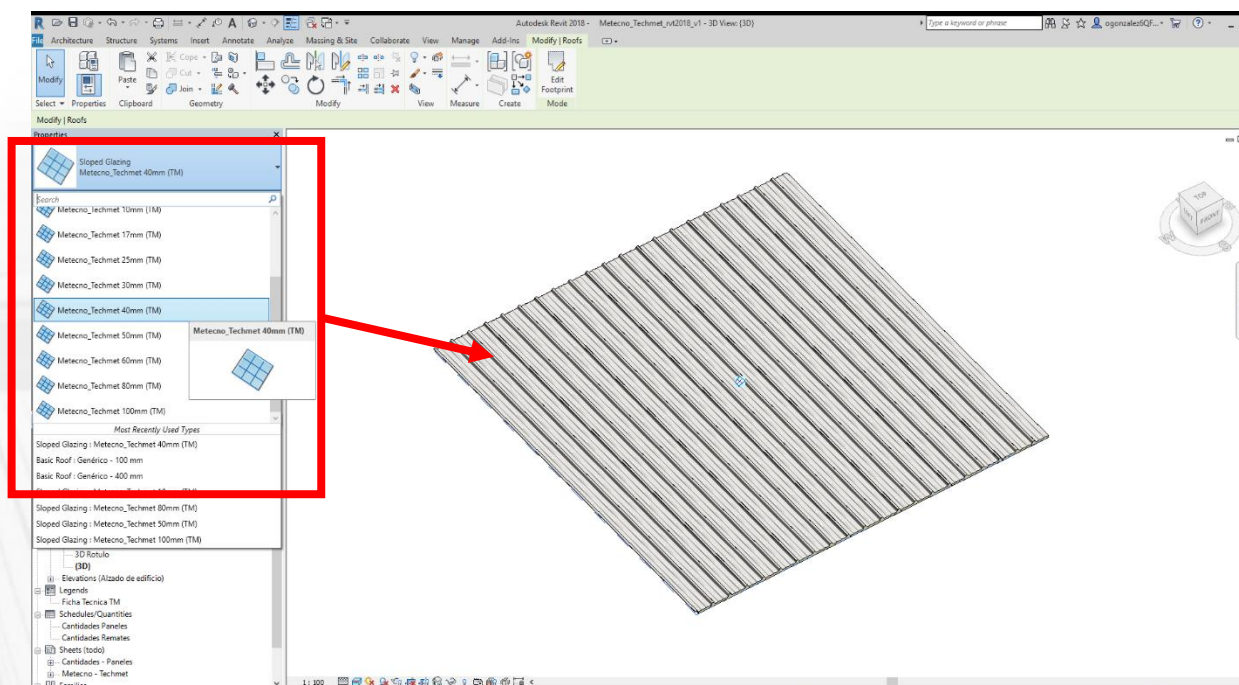 Autodesk Revit 2018 - Metecno_Techmet_rvt2018_v1 - 3D View: {3D}
Type a keyword or phrase
ogonzalez6QF...
File Architecture Structure Systems Insert Annotate Analyze Massing & Site Collaborate View Manage Add-Ins Modify | Roofs
Modify
Paste
Cope
Cut
Join
Edit
Footprint
Select Properties Clipboard Geometry Modify View Measure Create Mode
Modify | Roofs
Properties
Sloped Glazing
Metecno_Techmet 40mm (TM)
Search
Metecno_Techmet 10mm (TM)
Metecno_Techmet 17mm (TM)
Metecno_Techmet 25mm (TM)
Metecno_Techmet 30mm (TM)
Metecno_Techmet 40mm (TM)
Metecno_Techmet 50mm (TM)
Metecno_Techmet 40mm (TM)
Metecno_Techmet 60mm (TM)
Metecno_Techmet 80mm (TM)
Metecno_Techmet 100mm (TM)
Most Recently Used Types
Sloped Glazing : Metecno_Techmet 40mm (TM)
Basic Roof : Genérico - 100 mm
Basic Roof : Genérico - 400 mm
Sloped Glazing : Metecno_Techmet 80mm (TM)
Sloped Glazing : Metecno_Techmet 50mm (TM)
Sloped Glazing : Metecno_Techmet 100mm (TM)
3D Rotulo
{3D}
Elevations (Alzado de edificio)
Legends
Ficha Tecnica TM
Schedules/Quantities
Cantidades Paneles
Cantidades Remates
Sheets (todo)
Cantidades - Paneles
Metecno - Techmet
TOP
FRONT
1 : 100